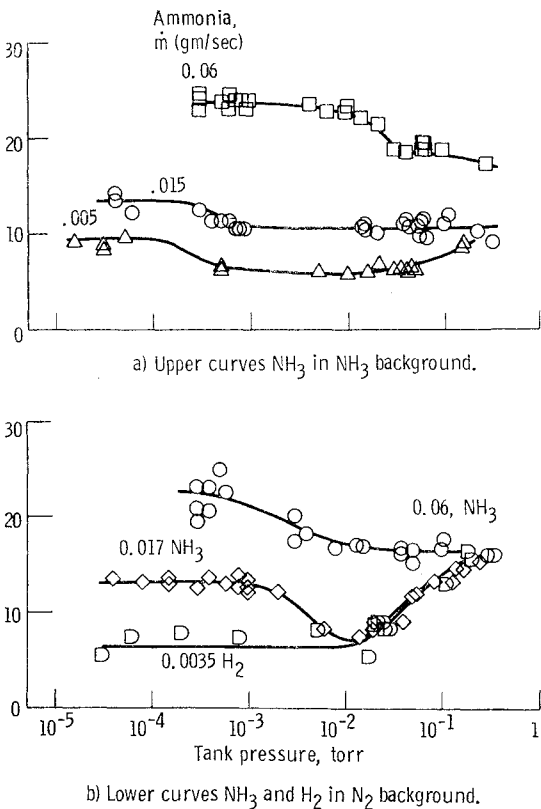 Ammonia,
ṁ (gm/sec)
30
0.06
20
.015
10
.005
0
a) Upper curves NH₃ in NH₃ background.
30
0.06, NH₃
20
0.017 NH₃
10
0.0035 H₂
0
10⁻⁵ 10⁻⁴ 10⁻³ 10⁻² 10⁻¹ 1
Tank pressure, torr
b) Lower curves NH₃ and H₂ in N₂ background.